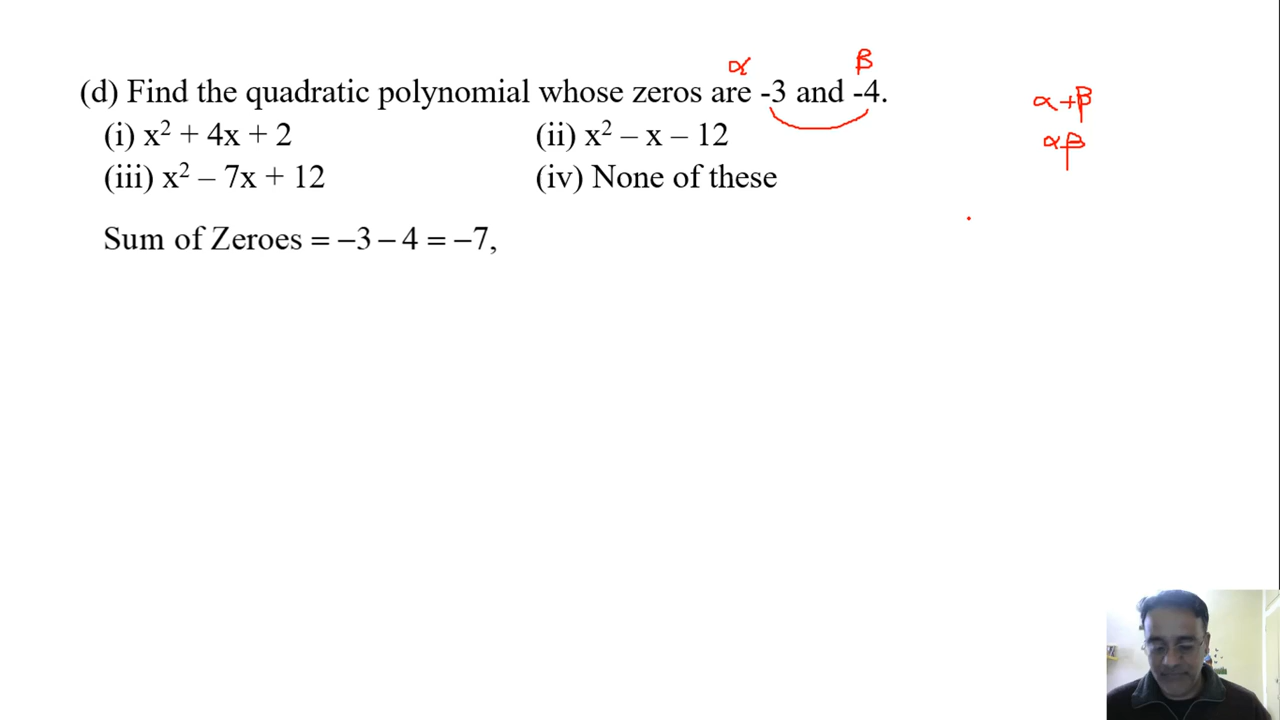 α β
(d) Find the quadratic polynomial whose zeros are -3 and -4.
α+β
(i) x² + 4x + 2 (ii) x² – x – 12
αβ
(iii) x² – 7x + 12 (iv) None of these
Sum of Zeroes = −3 − 4 = −7,